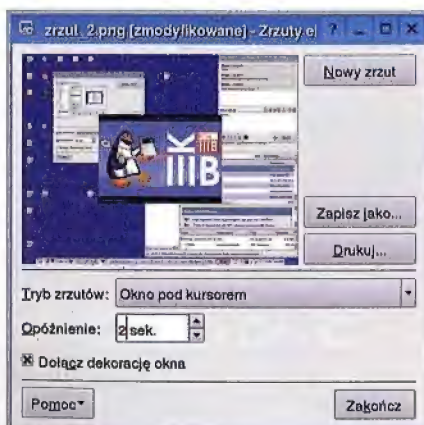 zrzut_2.png [zmodyfikowane] - Zrzuty e
Nowy zrzut
KIIIB
Zapisz jako...
Drukuj...
Tryb zrzutów: Okno pod kursorem
Opóźnienie: 2 sek.
Dołącz dekorację okna
Pomoc
Zakończ